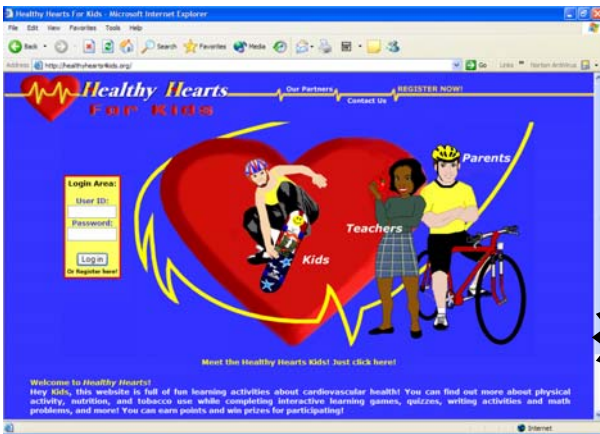 Healthy Hearts For Kids - Microsoft Internet Explorer
File Edit View Favorites Tools Help
Back Search Favorites Media
Address http://healthyhearts4kids.org/ Go Links Norton Antivirus
Healthy Hearts
For Kids
Our Partners
Contact Us
REGISTER NOW!
Login Area:
User ID:
Password:
Log in
Or Register here!
Kids
Teachers
Parents
Meet the Healthy Hearts Kids! Just click here!
Welcome to Healthy Hearts!
Hey Kids, this website is full of fun learning activities about cardiovascular health! You can find out more about physical
activity, nutrition, and tobacco use while completing interactive learning games, quizzes, writing activities and math
problems, and more! You can earn points and win prizes for participating!
Internet